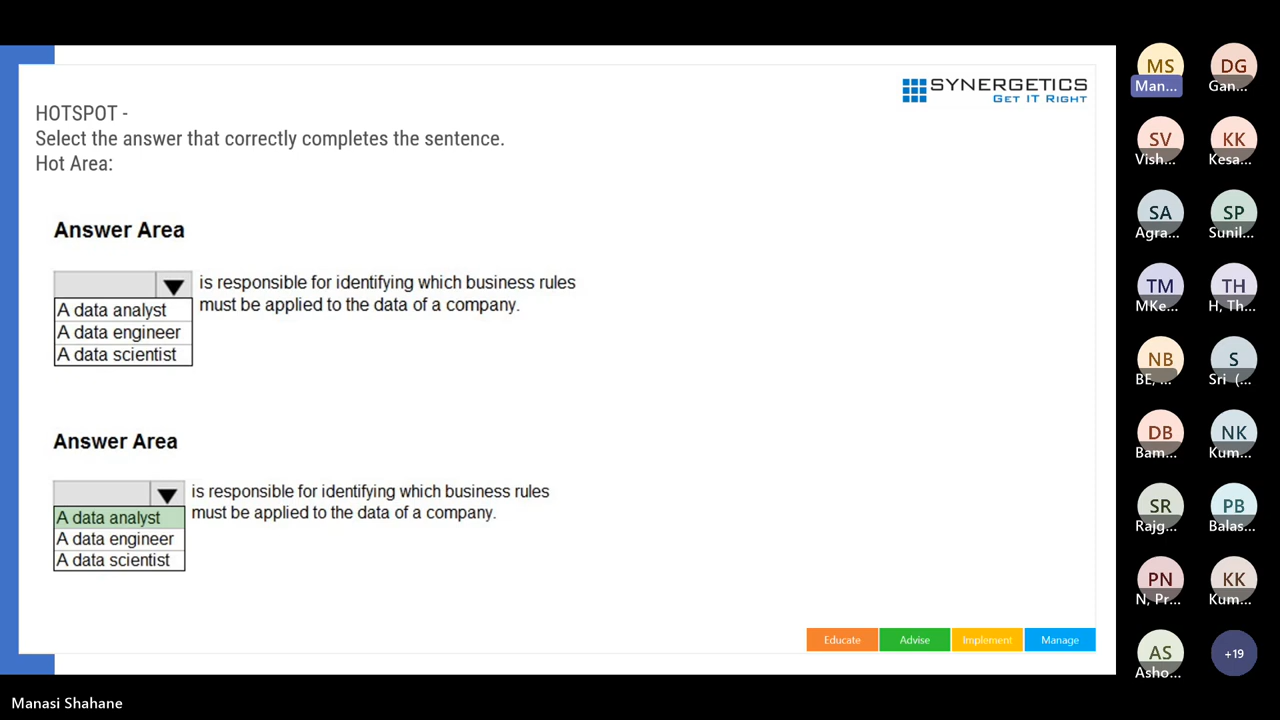 SYNERGETICS
GET IT RIGHT
HOTSPOT -
Select the answer that correctly completes the sentence.
Hot Area:
Answer Area
is responsible for identifying which business rules
must be applied to the data of a company.
A data analyst
A data engineer
A data scientist
Answer Area
is responsible for identifying which business rules
must be applied to the data of a company.
A data analyst
A data engineer
A data scientist
Educate
Advise
Implement
Manage
MS
Man...
DG
Gan...
SV
Vish...
KK
Kesa...
SA
Agra...
SP
Sunil...
TM
MKe...
TH
H, Th...
NB
BE, ...
S
Sri (...
DB
Bam...
NK
Kum...
SR
Rajg...
PB
Balas...
PN
N, Pr...
KK
Kum...
AS
Asho...
+19
Manasi Shahane